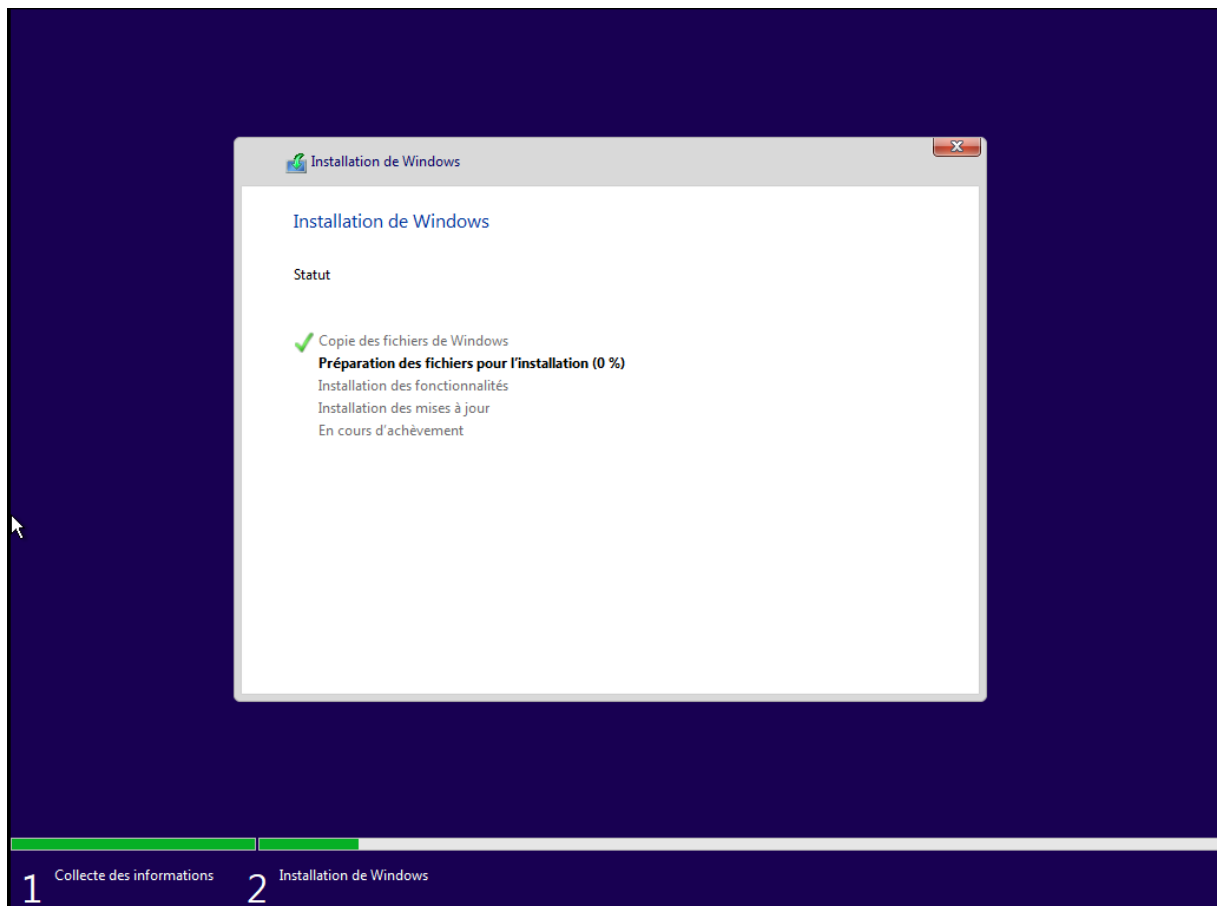 Installation de Windows
Installation de Windows
Statut
Copie des fichiers de Windows
Préparation des fichiers pour l'installation (0 %)
Installation des fonctionnalités
Installation des mises à jour
En cours d'achèvement
1 Collecte des informations 2 Installation de Windows